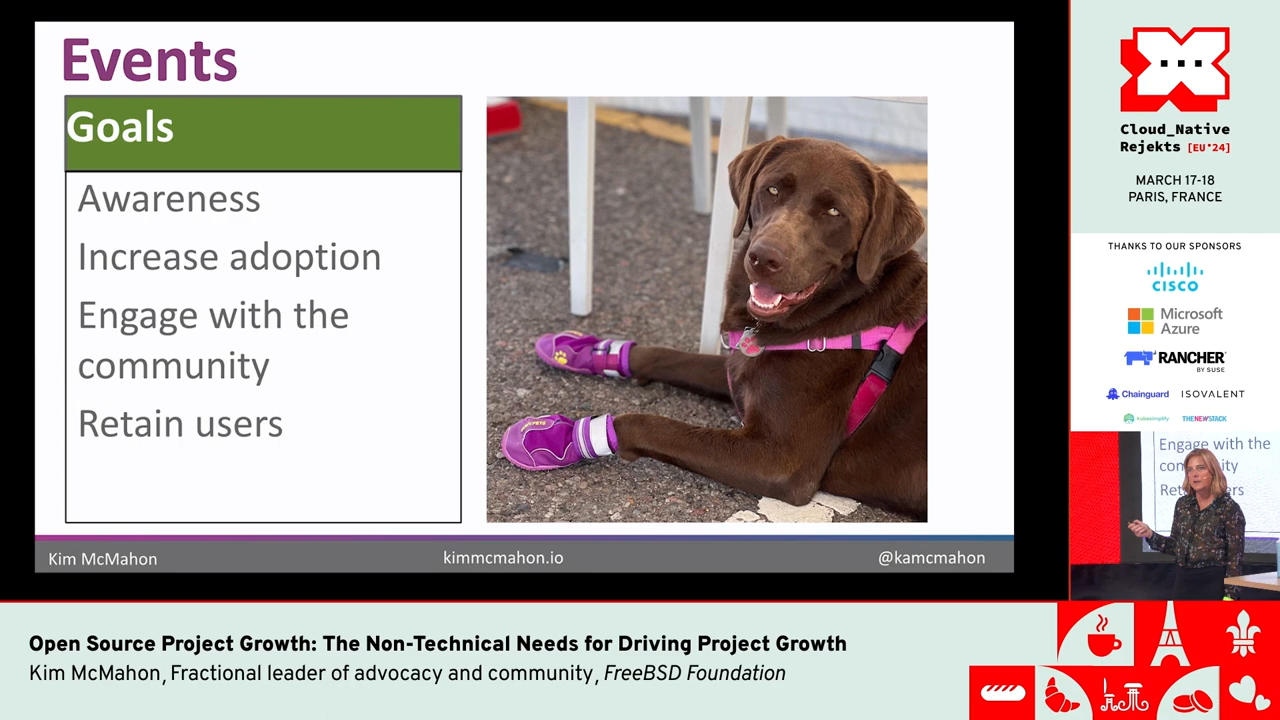 Events
Goals
Awareness
Increase adoption
Engage with the
community
Retain users
Kim McMahon
kimmcmahon.io
@kamcmahon
Cloud_Native
Rejekts [EU*24]
MARCH 17-18
PARIS, FRANCE
THANKS TO OUR SPONSORS
CISCO
Microsoft
Azure
RANCHER
BY SUSE
Chainguard
ISOVALENT
kubesimplify
THENEWSTACK
Engage with the
Open Source Project Growth: The Non-Technical Needs for Driving Project Growth
Kim McMahon, Fractional leader of advocacy and community, FreeBSD Foundation